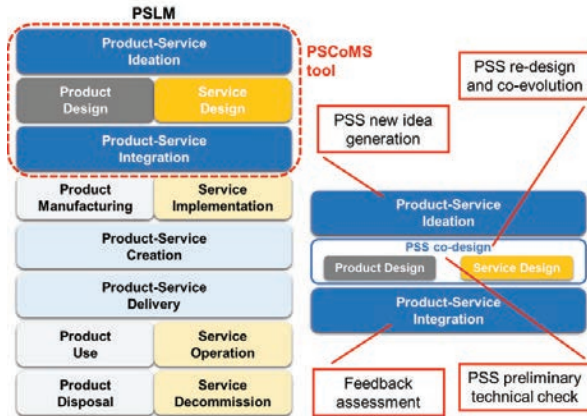 PSLM
Product-Service
Ideation
Product
Design
Service
Design
Product-Service
Integration
Product
Manufacturing
Service
Implementation
Product-Service
Creation
Product-Service
Delivery
Product
Use
Service
Operation
Product
Disposal
Service
Decommission
PSCoMS
tool
PSS re-design
and co-evolution
PSS new idea
generation
Product-Service
Ideation
PSS co-design
Product Design
Service Design
Product-Service
Integration
Feedback
assessment
PSS preliminary
technical check